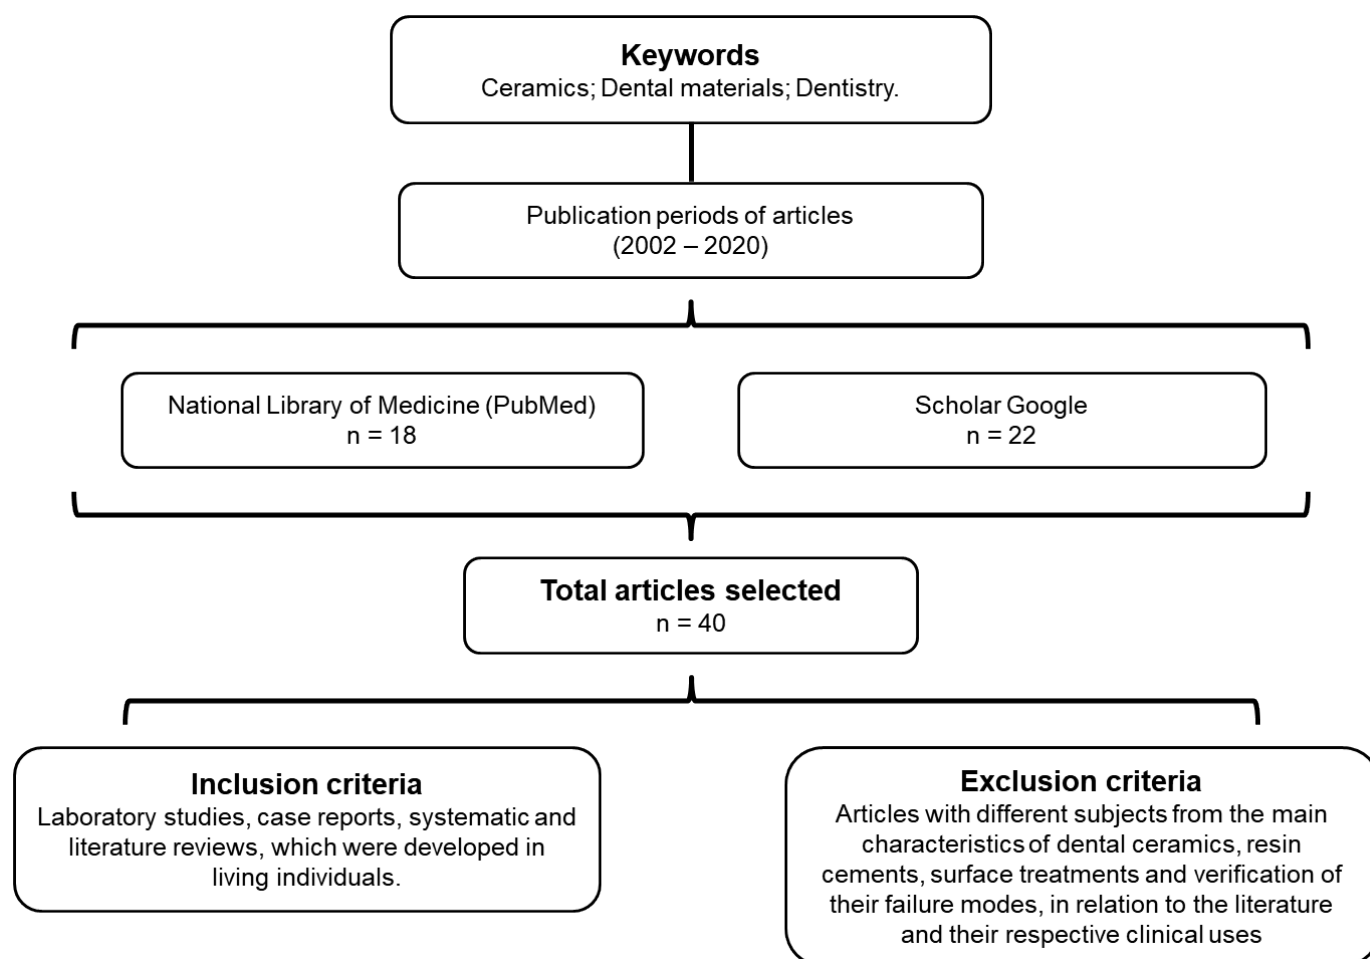 Keywords
Ceramics; Dental materials; Dentistry.
Publication periods of articles
(2002 – 2020)
National Library of Medicine (PubMed)
n = 18
Scholar Google
n = 22
Total articles selected
n = 40
Inclusion criteria
Laboratory studies, case reports, systematic and
literature reviews, which were developed in
living individuals.
Exclusion criteria
Articles with different subjects from the main
characteristics of dental ceramics, resin
cements, surface treatments and verification of
their failure modes, in relation to the literature
and their respective clinical uses